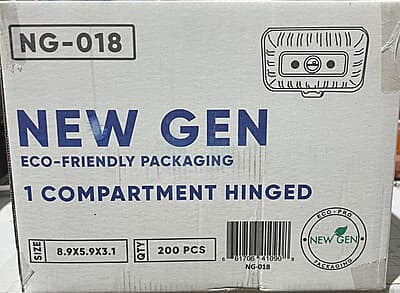 NG-018
NEW GEN
ECO-FRIENDLY PACKAGING
1 COMPARTMENT HINGED
SIZE 8.9X5.9X3.1
QTY 200 PCS
NG-018
ECO-PRO
NEW GEN
PACKAGING